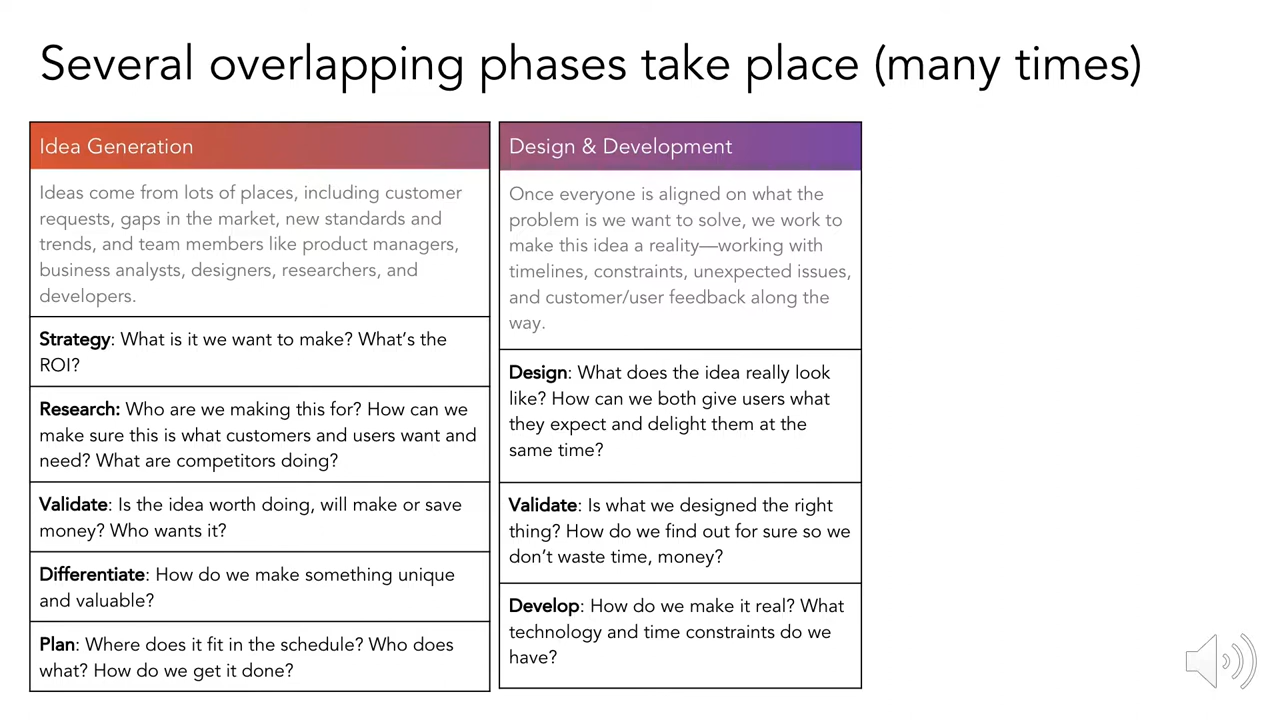 Several overlapping phases take place (many times)
Idea Generation
Ideas come from lots of places, including customer
requests, gaps in the market, new standards and
trends, and team members like product managers,
business analysts, designers, researchers, and
developers.
Strategy: What is it we want to make? What’s the
ROI?
Research: Who are we making this for? How can we
make sure this is what customers and users want and
need? What are competitors doing?
Validate: Is the idea worth doing, will make or save
money? Who wants it?
Differentiate: How do we make something unique
and valuable?
Plan: Where does it fit in the schedule? Who does
what? How do we get it done?
Design & Development
Once everyone is aligned on what the
problem is we want to solve, we work to
make this idea a reality—working with
timelines, constraints, unexpected issues,
and customer/user feedback along the
way.
Design: What does the idea really look
like? How can we both give users what
they expect and delight them at the
same time?
Validate: Is what we designed the right
thing? How do we find out for sure so we
don’t waste time, money?
Develop: How do we make it real? What
technology and time constraints do we
have?